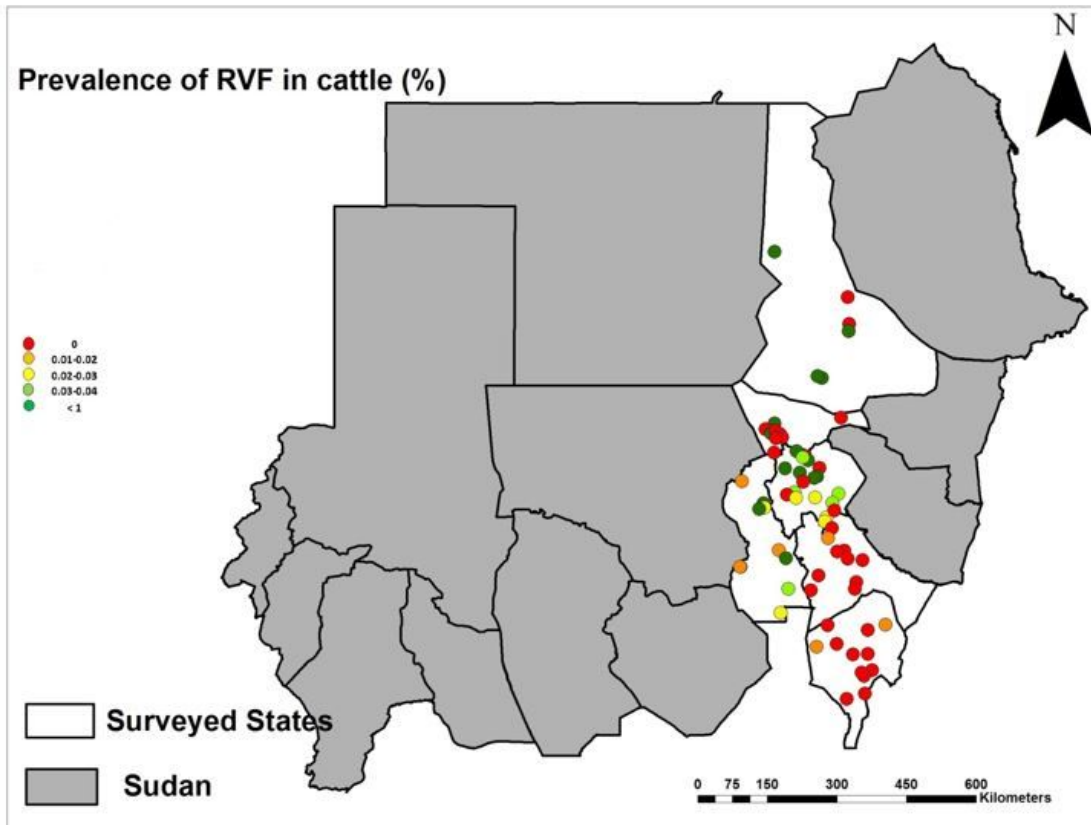 N
Prevalence of RVF in cattle (%)
0
0.01-0.02
0.02-0.03
0.03-0.04
< 1
Surveyed States
Sudan
0 75 150 300 450 600
Kilometers